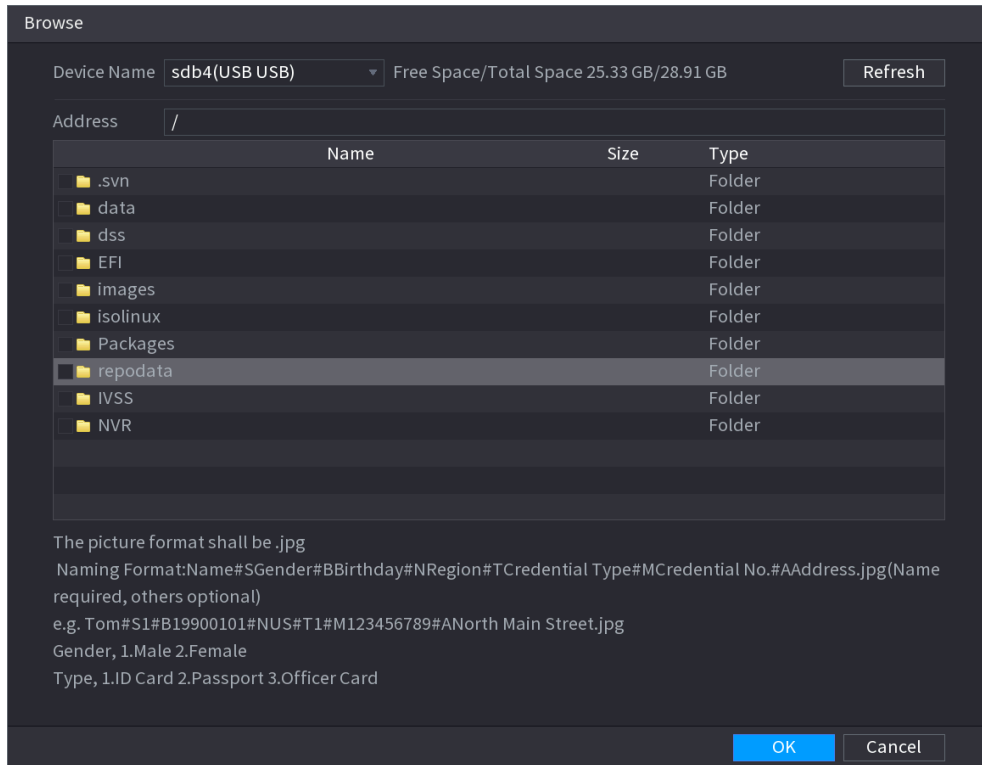 Browse
Device Name sdb4(USB USB) Free Space/Total Space 25.33 GB/28.91 GB Refresh
Address /
Name Size Type
.svn Folder
data Folder
dss Folder
EFI Folder
images Folder
isolinux Folder
Packages Folder
repodata Folder
IVSS Folder
NVR Folder
The picture format shall be .jpg
Naming Format:Name#SGender#BBirthday#NRegion#TCredential Type#MCredential No.#AAddress.jpg(Name
required, others optional)
e.g. Tom#S1#B19900101#NUS#T1#M123456789#ANorth Main Street.jpg
Gender, 1.Male 2.Female
Type, 1.ID Card 2.Passport 3.Officer Card
OK Cancel